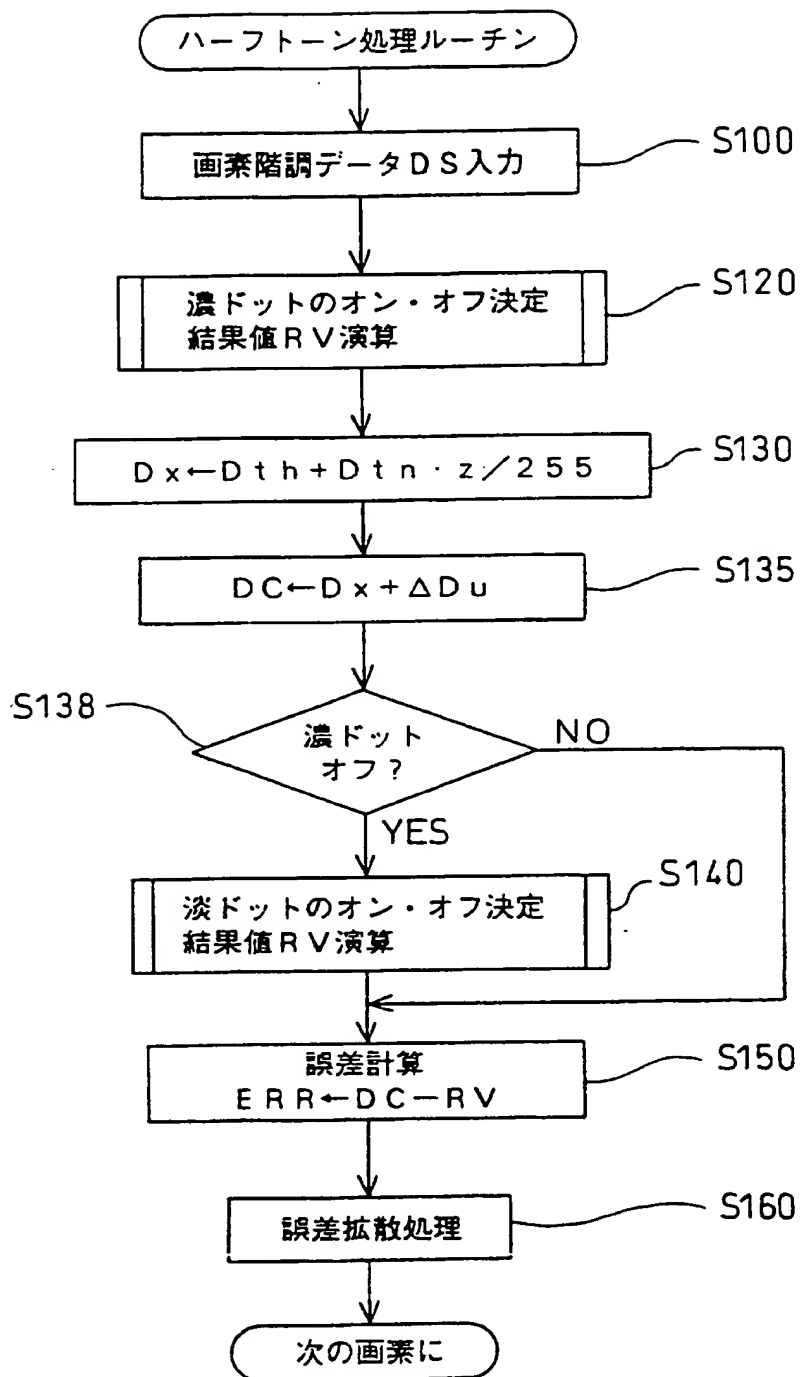 ハーフトーン処理ルーチン
S100
画素階調データDS入力
S120
濃ドットのオン・オフ決定
結果値RV演算
S130
Dx←Dth+Dtn・z/255
S135
DC←Dx+ΔDu
S138
濃ドット
オフ?
NO
YES
S140
淡ドットのオン・オフ決定
結果値RV演算
S150
誤差計算
ERR←DC-RV
S160
誤差拡散処理
次の画素に